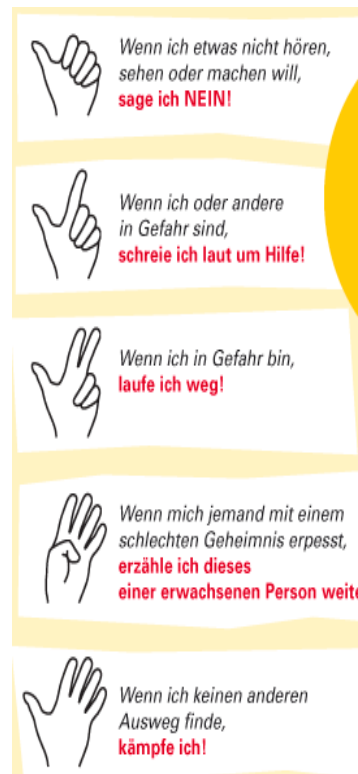 Wenn ich etwas nicht hören,
sehen oder machen will,
sage ich NEIN!
Wenn ich oder andere
in Gefahr sind,
schreie ich laut um Hilfe!
Wenn ich in Gefahr bin,
laufe ich weg!
Wenn mich jemand mit einem
schlechten Geheimnis erpesst,
erzähle ich dieses
einer erwachsenen Person weite
Wenn ich keinen anderen
Ausweg finde,
kämpfe ich!